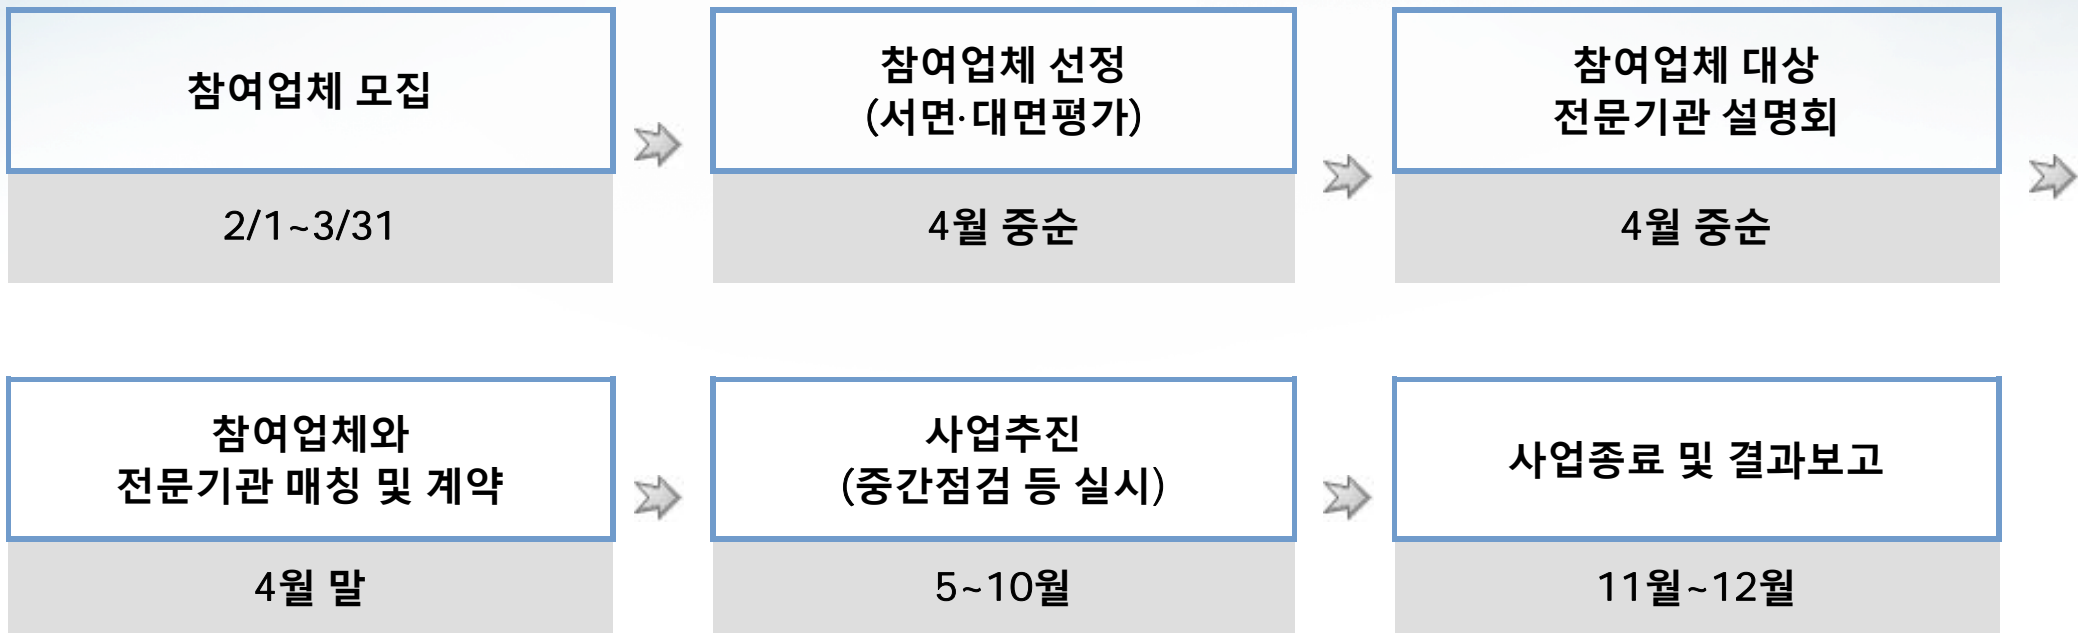 참여업체 모집
2/1~3/31
참여업체 선정
(서면·대면평가)
4월 중순
참여업체 대상
전문기관 설명회
4월 중순
참여업체와
전문기관 매칭 및 계약
4월 말
사업추진
(중간점검 등 실시)
5~10월
사업종료 및 결과보고
11월~12월